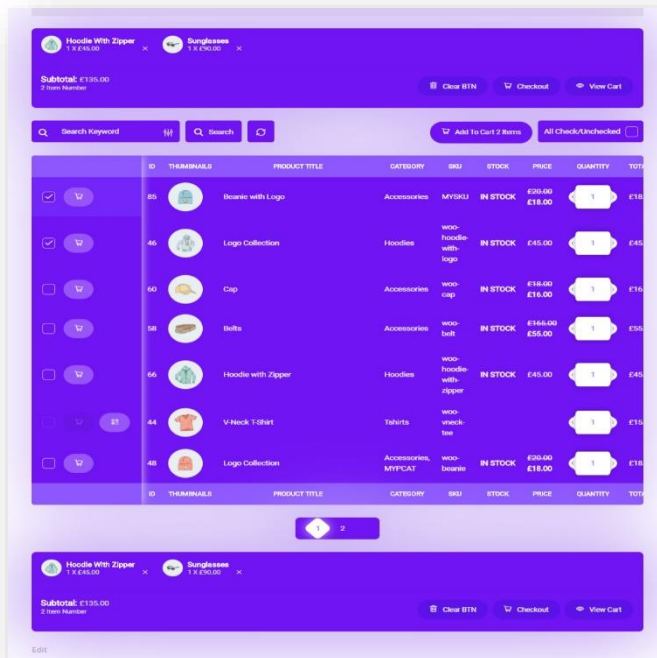 Hoodie With Zipper
1 X £45.00 ×
Sunglasses
1 X £90.00 ×
Subtotal: £135.00
2 Item Number
Clear BTN
Checkout
View Cart
Search Keyword
Search
Add To Cart 2 Items
All Check/Unchecked
ID THUMBNAILS PRODUCT TITLE CATEGORY SKU STOCK PRICE QUANTITY
85 Beanie with Logo Accessories MYSKU IN STOCK £20.00 £18.00 1 £18
46 Logo Collection Hoodies woo-hoodie-with-logo IN STOCK £45.00 1 £45
60 Cap Accessories woo-cap IN STOCK £18.00 £16.00 1 £16
58 Belts Accessories woo-belt IN STOCK £55.00 1 £55
66 Hoodie with Zipper Hoodies woo-hoodie-with-zipper IN STOCK £45.00 1 £45
44 V-Neck T-Shirt Tshirts woo-vneck-tee 1 £15
48 Logo Collection Accessories, MYPCAT woo-beanie IN STOCK £20.00 £18.00 1 £18
ID THUMBNAILS PRODUCT TITLE CATEGORY SKU STOCK PRICE QUANTITY
1 2
Hoodie With Zipper
1 X £45.00 ×
Sunglasses
1 X £90.00 ×
Subtotal: £135.00
2 Item Number
Clear BTN
Checkout
View Cart
Edit